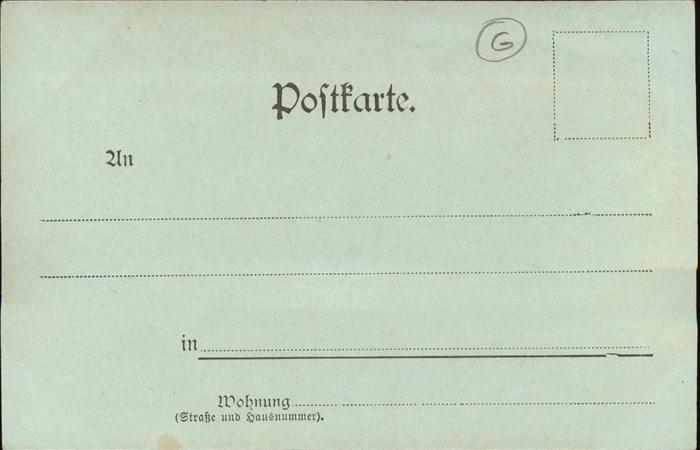 G
Postkarte.
An
in
Wohnung
(Straße und Hausnummer).